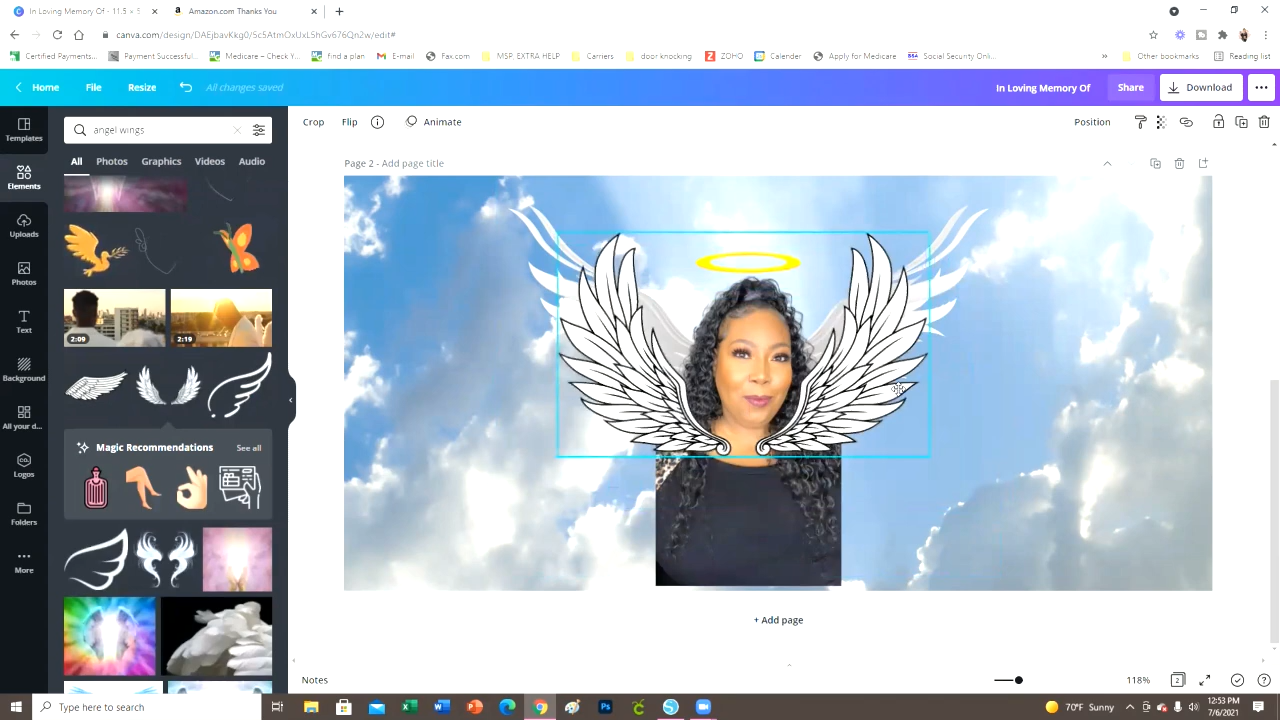 In Loving Memory Of - 11.5 × 5
Amazon.com Thanks You
canva.com/design/DAEjbavKkg0/5c5AtmOxUxLShGv676Qn2w/edit#
Certified Payments... Payment Successful... Medicare – Check Y... Find a plan E-mail Fax.com MSP, EXTRA HELP Carriers door knocking ZOHO Calender Apply for Medicare Social Security Onli... » Other bookmarks Reading list
Home File Resize All changes saved In Loving Memory Of Share Download
Templates
Elements
Uploads
Photos
Text
Background
All your d...
Logos
Folders
More
angel wings
All Photos Graphics Videos Audio
2:09 2:19
Magic Recommendations See all
Crop Flip Animate Position
Page 2 - Add page title
+ Add page
Notes 118% 2
Type here to search
70°F Sunny
12:53 PM
7/6/2021